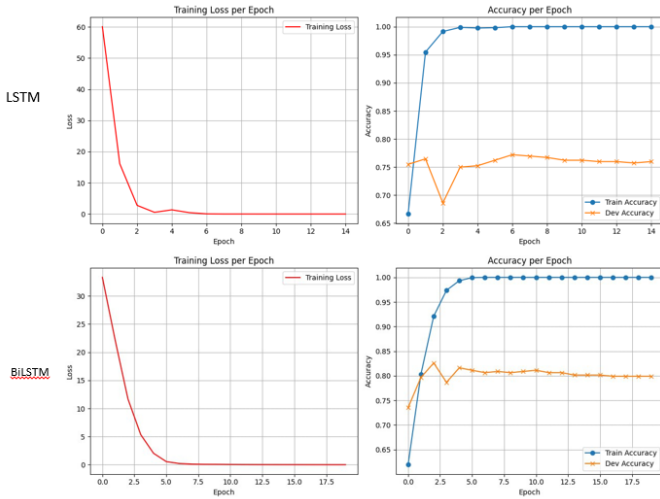 LSTM
Training Loss per Epoch
Training Loss
60
50
40
30
20
10
0
Loss
0 2 4 6 8 10 12 14
Epoch
Accuracy per Epoch
1.00
0.95
0.90
0.85
0.80
0.75
0.70
0.65
Accuracy
Train Accuracy
Dev Accuracy
0 2 4 6 8 10 12 14
Epoch
BiLSTM
Training Loss per Epoch
Training Loss
30
25
20
15
10
5
0
Loss
0.0 2.5 5.0 7.5 10.0 12.5 15.0 17.5
Epoch
Accuracy per Epoch
1.00
0.95
0.90
0.85
0.80
0.75
0.70
0.65
Accuracy
Train Accuracy
Dev Accuracy
0.0 2.5 5.0 7.5 10.0 12.5 15.0 17.5
Epoch